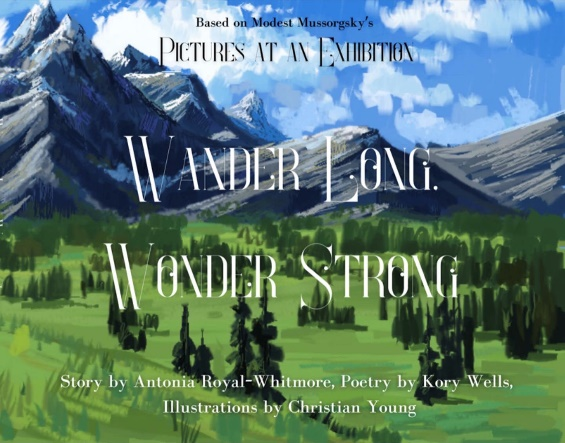 Based on Modest Mussorgsky's
Pictures at an Exhibition
Wander Long.
Wonder Strong
Story by Antonia Royal-Whitmore, Poetry by Kory Wells,
Illustrations by Christian Young